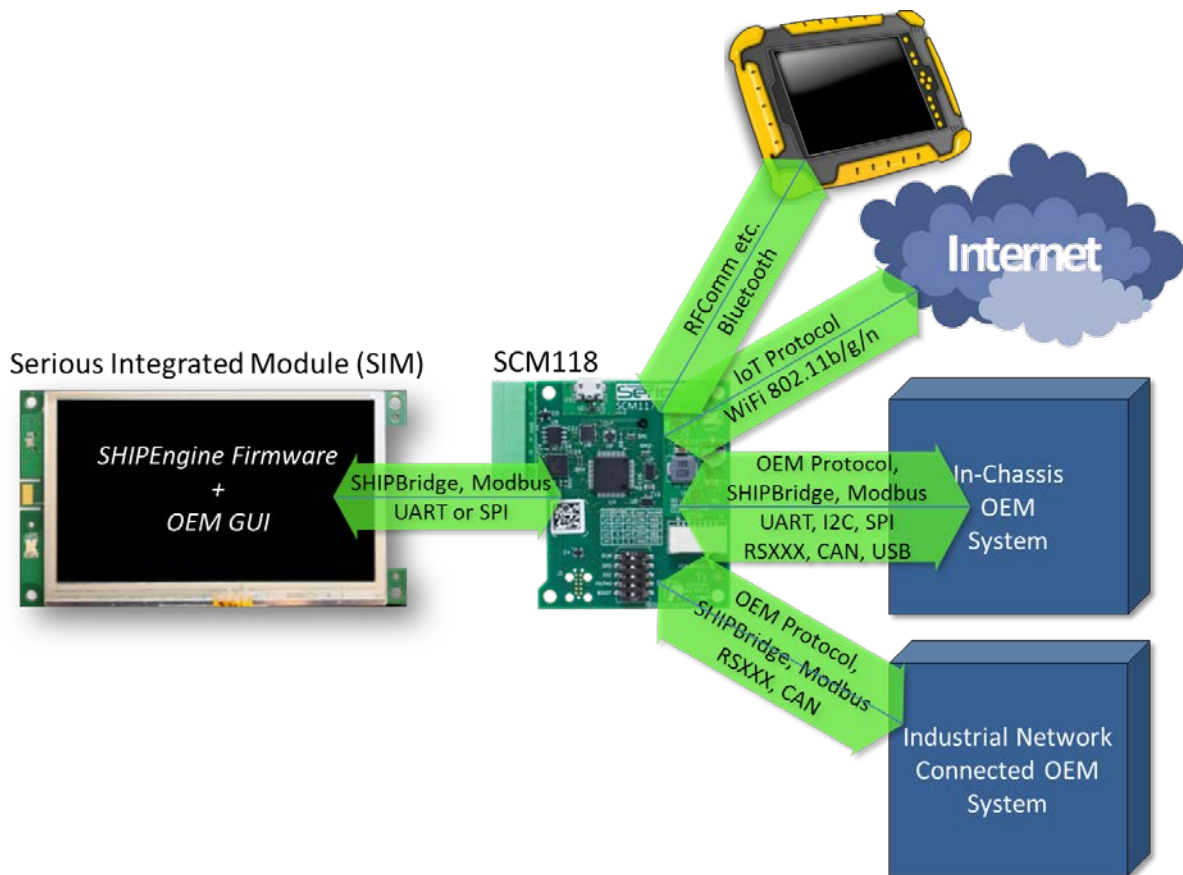 RFComm etc.
Bluetooth
Internet
IoT Protocol
WiFi 802.11b/g/n
Serious Integrated Module (SIM)
SHIPEngine Firmware
+
OEM GUI
SHIPBridge, Modbus
UART or SPI
SCM118
OEM Protocol,
SHIPBridge, Modbus
UART, I2C, SPI
RSXXX, CAN, USB
In-Chassis
OEM
System
OEM Protocol,
SHIPBridge, Modbus
RSXXX, CAN
Industrial Network
Connected OEM
System